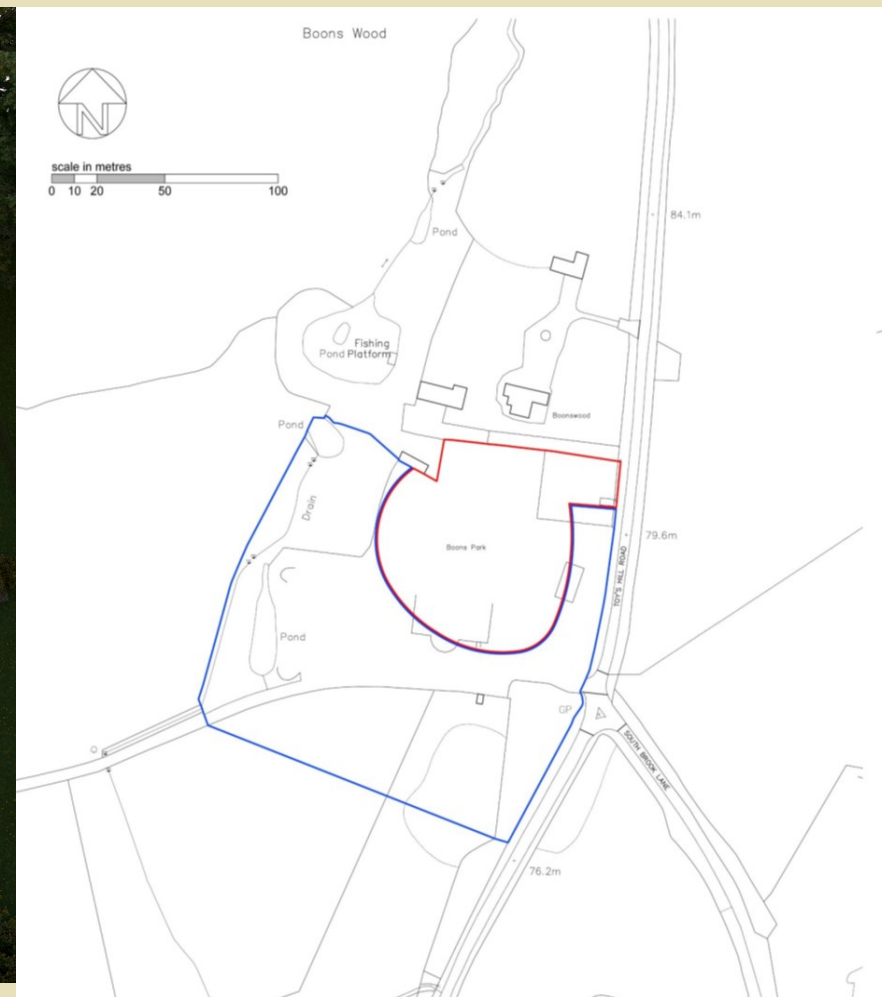 Boons Wood
N
scale in metres
0 10 20 50 100
84.1m
Pond
Fishing
Pond Platform
Boonswood
Pond
Drain
Boons Park
79.6m
TOY'S HILL ROAD
Pond
GP
SOUTH BROOK LANE
76.2m